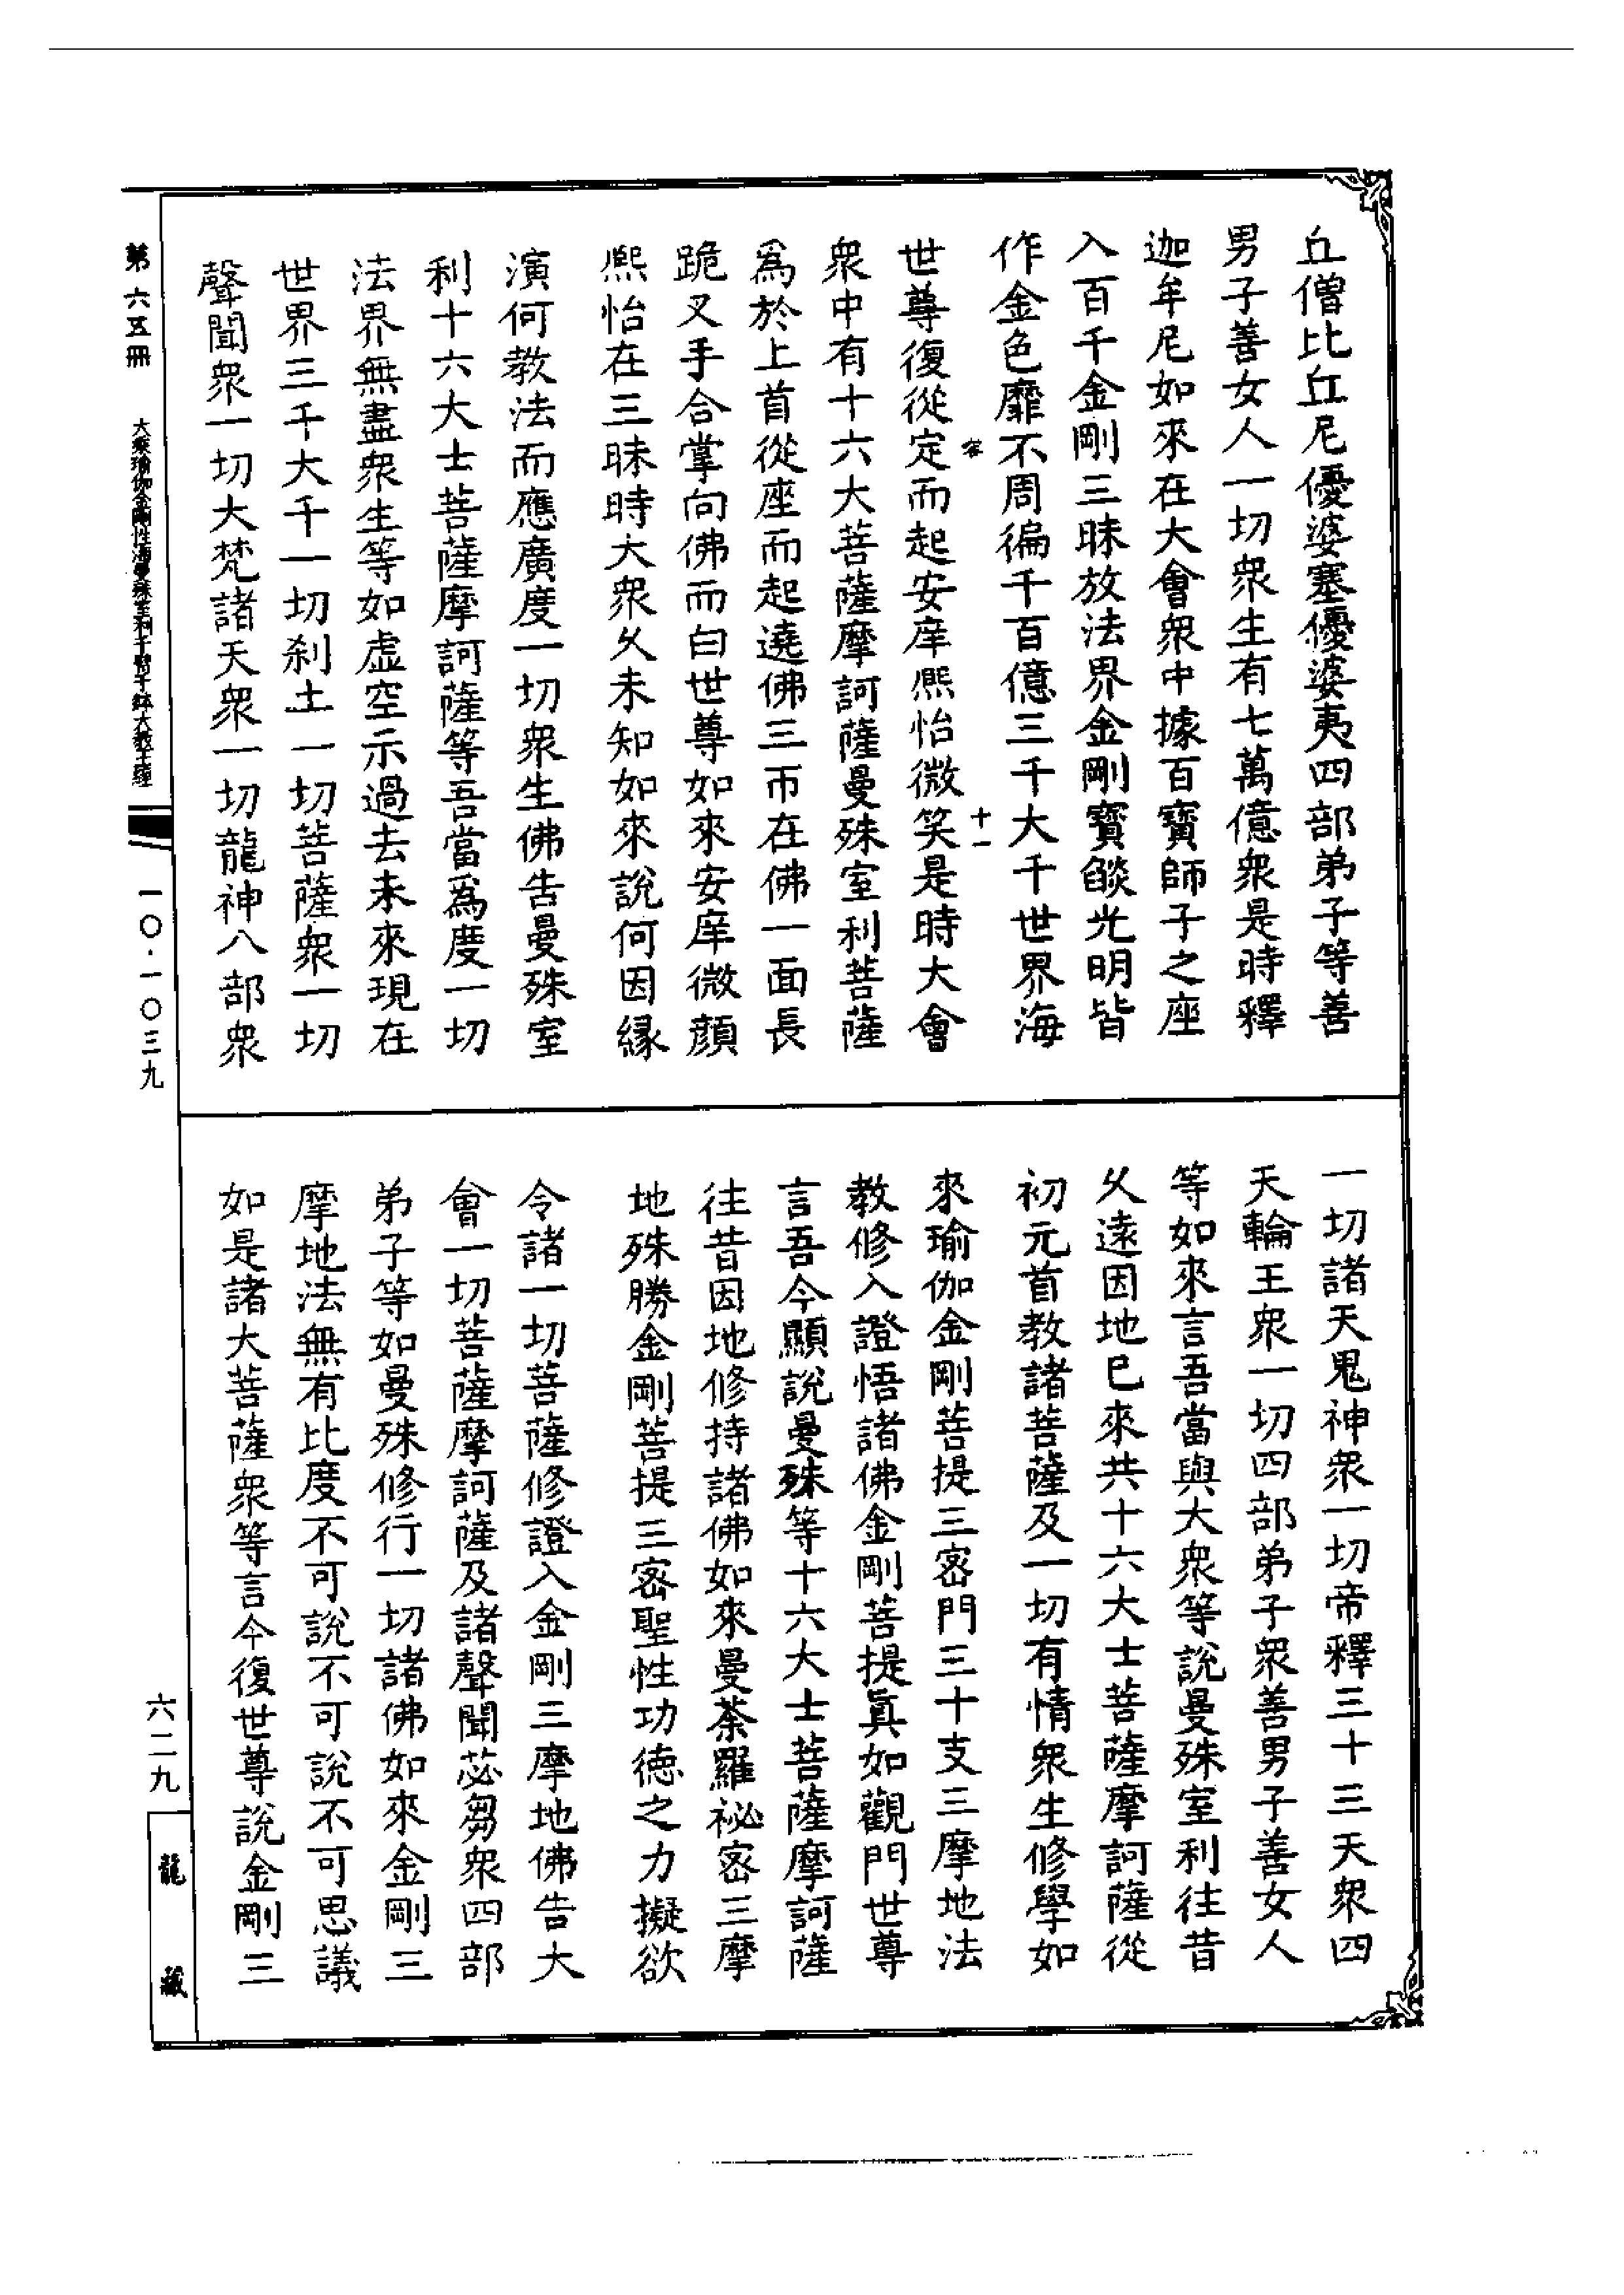 丘僧比丘尼優婆塞優婆夷四部弟子等善
男子善女人一切衆生有七萬億衆是時釋
迦牟尼如來在大會衆中據百寶師子之座
入百千金剛三昧放法界金剛寶燄光明皆
作金色靡不周徧千百億三千大千世界海
世尊復從定而起安庠熈怡微笑是時大會
衆中有十六大菩薩摩訶薩曼殊室利菩薩
爲於上首從座而起遶佛三帀在佛一面長
跪叉手合掌向佛而白世尊如來安庠微顔
熈怡在三昧時大衆乆未知如來說何因縁
演何教法而應廣度一切衆生佛告曼殊室
利十六大士菩薩摩訶薩等吾當爲度一切
法界無盡衆生等如虚空示過去未來現在
世界三千大千一切刹土一切菩薩衆一切
聲聞衆一切大梵諸天衆一切龍神八部衆
一切諸天鬼神衆一切帝釋三十三天衆四
天輪王衆一切四部弟子衆善男子善女人
等如來言吾當與大衆等說曼殊室利往昔
乆遠因地巳來共十六大士菩薩摩訶薩從
初元首教諸菩薩及一切有情衆生修學如
來瑜伽金剛菩提三密門三十支三摩地法
教修入證悟諸佛金剛菩提眞如觀門世尊
言吾今顯說曼殊等十六大士菩薩摩訶薩
往昔因地修持諸佛如來曼荼羅祕密三摩
地殊勝金剛菩提三密聖性功徳之力擬欲
令諸一切菩薩修證入金剛三摩地佛告大
會一切菩薩摩訶薩及諸聲聞苾芻衆四部
弟子等如曼殊修行一切諸佛如來金剛三
摩地法無有比度不可說不可說不可思議
如是諸大菩薩衆等言今復世尊說金剛三
十一
第六五冊
大乘瑜伽金剛性海曼殊室利千臂千鉢大教王經
一〇·一〇三九
六二九
龍藏